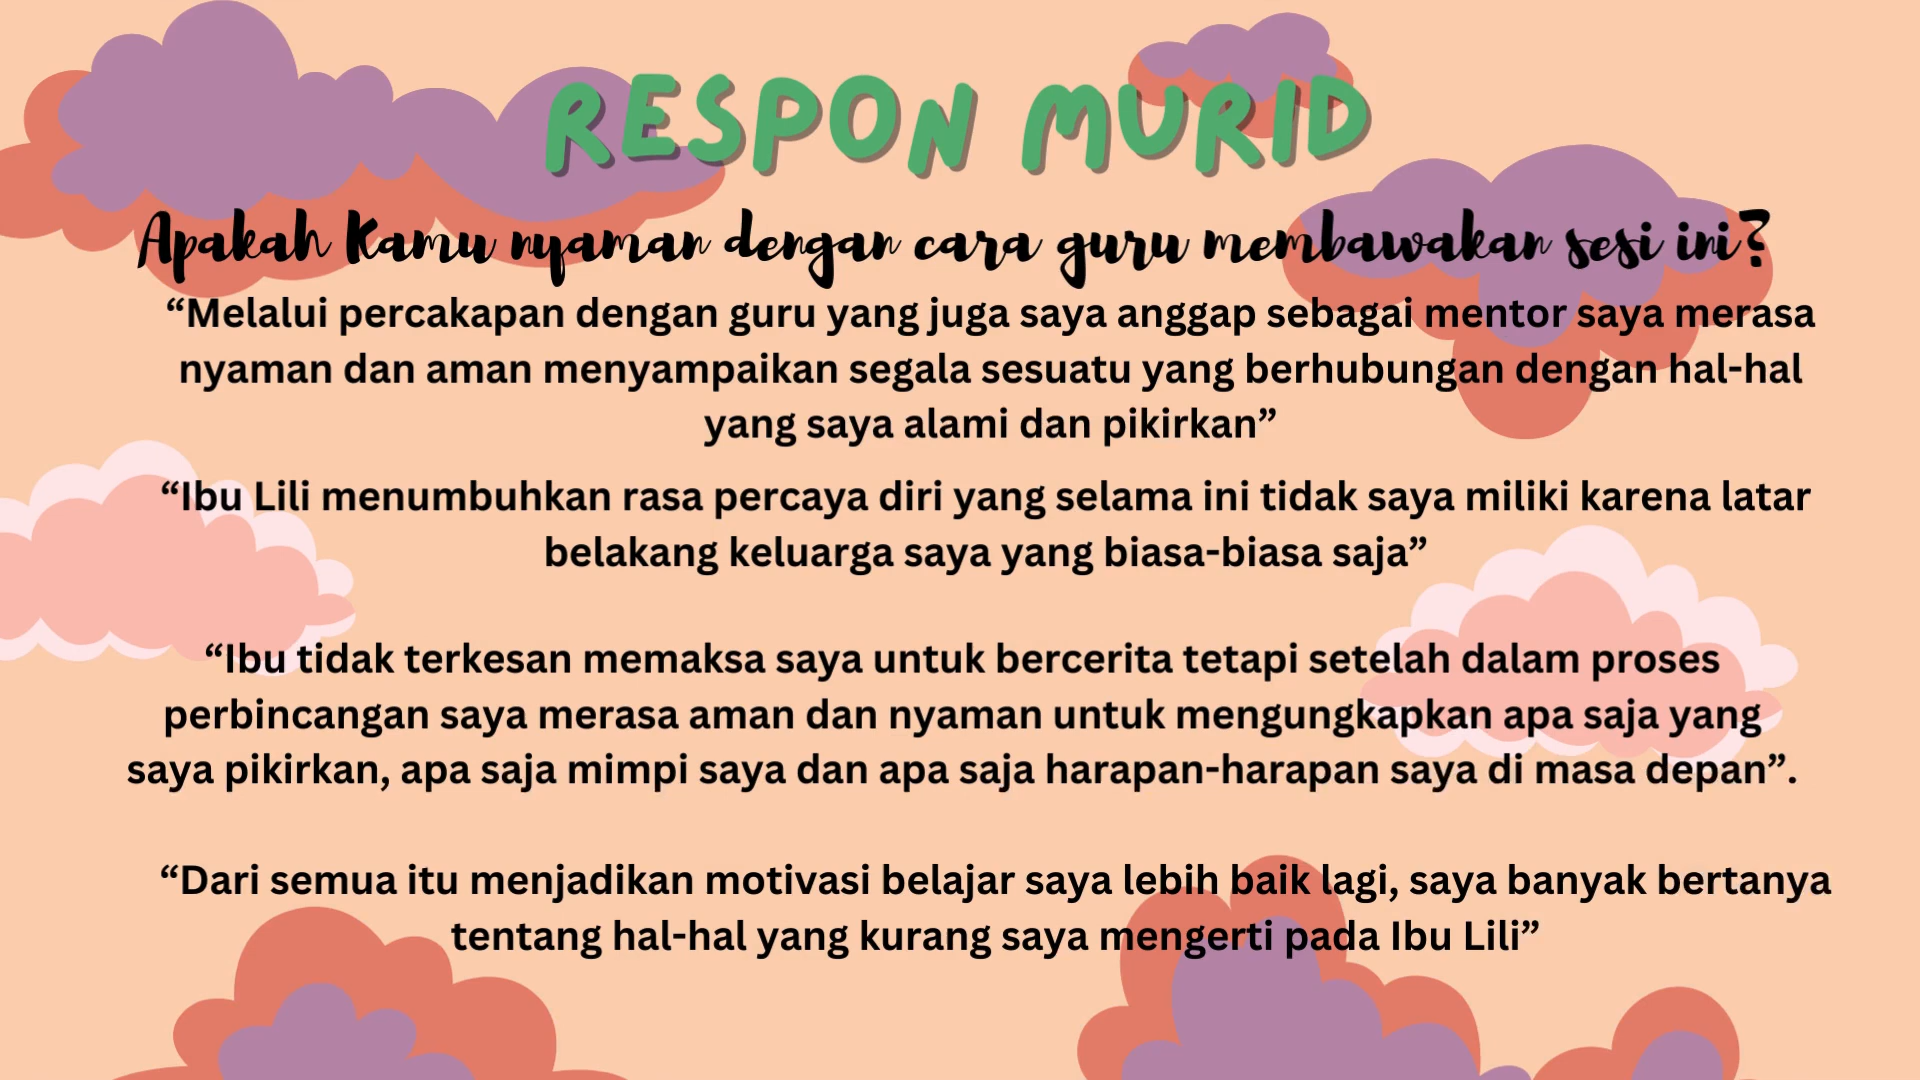 RESPON MURID
Apakah Kamu nyaman dengan cara guru membawakan sesi ini?
“Melalui percakapan dengan guru yang juga saya anggap sebagai mentor saya merasa
nyaman dan aman menyampaikan segala sesuatu yang berhubungan dengan hal-hal
yang saya alami dan pikirkan”
“Ibu Lili menumbuhkan rasa percaya diri yang selama ini tidak saya miliki karena latar
belakang keluarga saya yang biasa-biasa saja”
“Ibu tidak terkesan memaksa saya untuk bercerita tetapi setelah dalam proses
perbincangan saya merasa aman dan nyaman untuk mengungkapkan apa saja yang
saya pikirkan, apa saja mimpi saya dan apa saja harapan-harapan saya di masa depan”.
“Dari semua itu menjadikan motivasi belajar saya lebih baik lagi, saya banyak bertanya
tentang hal-hal yang kurang saya mengerti pada Ibu Lili”